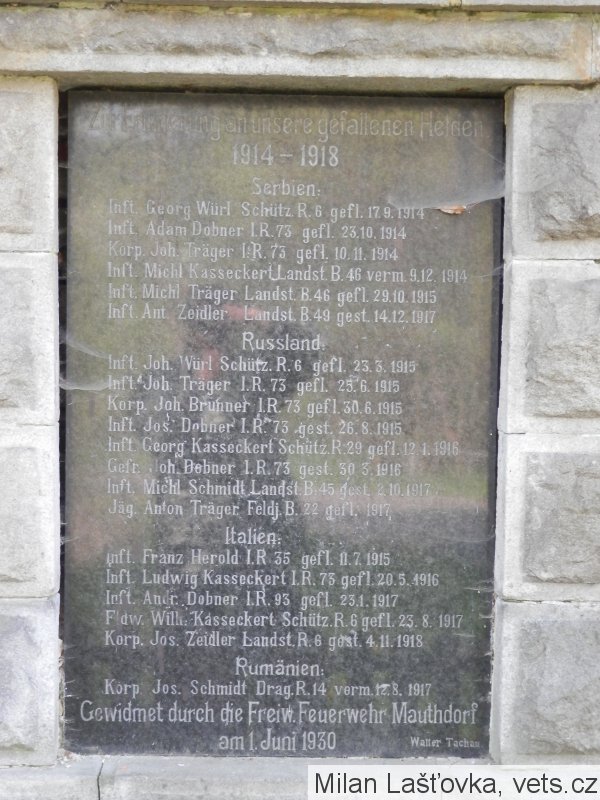 Zur Erinnerung an unsere gefallenen Helden
1914 - 1918
Serbien:
Inft. Georg Würl Schütz. R. 6 gefl. 17.9.1914
Inft. Adam Dobner I.R. 73 gefl. 23.10.1914
Korp. Joh. Träger I.R. 73 gefl. 10.11.1914
Inft. Michl Kasseckert Landst. B. 46 verm. 9.12.1914
Inft. Michl Träger Landst. B. 46 gefl. 29.10.1915
Inft. Ant. Zeidler Landst. B. 49 gest. 14.12.1917
Russland:
Inft. Joh. Würl Schütz. R. 6 gefl. 23.3.1915
Inft. Joh. Träger I.R. 73 gefl. 25.6.1915
Korp. Joh. Brunner I.R. 73 gefl. 30.6.1915
Inft. Jos. Dobner I.R. 73 gest. 26.8.1915
Inft. Georg Kasseckert Schütz. R. 29 gefl. 12.1.1916
Gefr. Joh. Dobner I.R. 73 gest. 30.3.1916
Inft. Michl Schmidt Landst. B. 45 gest. 2.10.1917
Jäg. Anton Träger Feldj. B. 22 gefl. 1917
Italien:
Inft. Franz Herold I.R. 35 gefl. 11.7.1915
Inft. Ludwig Kasseckert I.R. 73 gefl. 20.5.1916
Inft. Andr. Dobner I.R. 93 gefl. 23.1.1917
Fldw. Wilh. Kasseckert Schütz. R. 6 gefl. 23.8.1917
Korp. Jos. Zeidler Landst. R. 6 gest. 4.11.1918
Rumänien:
Korp. Jos. Schmidt Drag. R. 14 verm. 12.8.1917
Gewidmet durch die Freiw. Feuerwehr Mauthdorf
am 1. Juni 1930
Walter Tachau
Milan Lašťovka, vets.cz